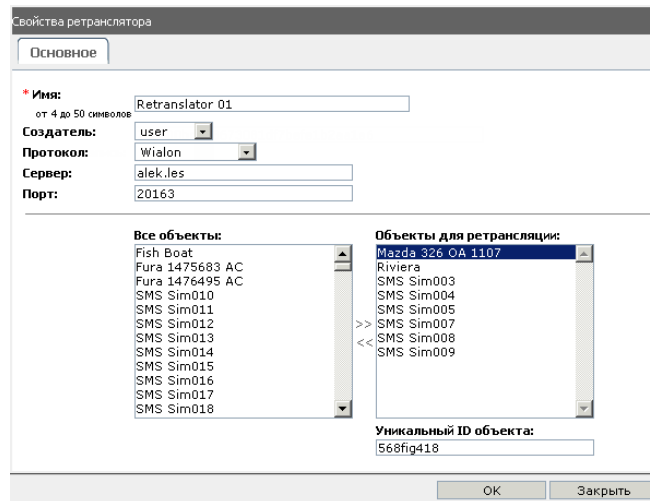 Свойства ретранслятора
Основное
* Имя:
от 4 до 50 символов
Retranslator 01
Создатель: user
Протокол: Wialon
Сервер: alek.les
Порт: 20163
Все объекты:
Fish Boat
Fura 1475683 AC
Fura 1476495 AC
SMS Sim010
SMS Sim011
SMS Sim012
SMS Sim013
SMS Sim014
SMS Sim015
SMS Sim016
SMS Sim017
SMS Sim018
>>
<<
Объекты для ретрансляции:
Mazda 326 OA 1107
Riviera
SMS Sim003
SMS Sim004
SMS Sim005
SMS Sim007
SMS Sim008
SMS Sim009
Уникальный ID объекта:
568fig418
OK
Закрыть